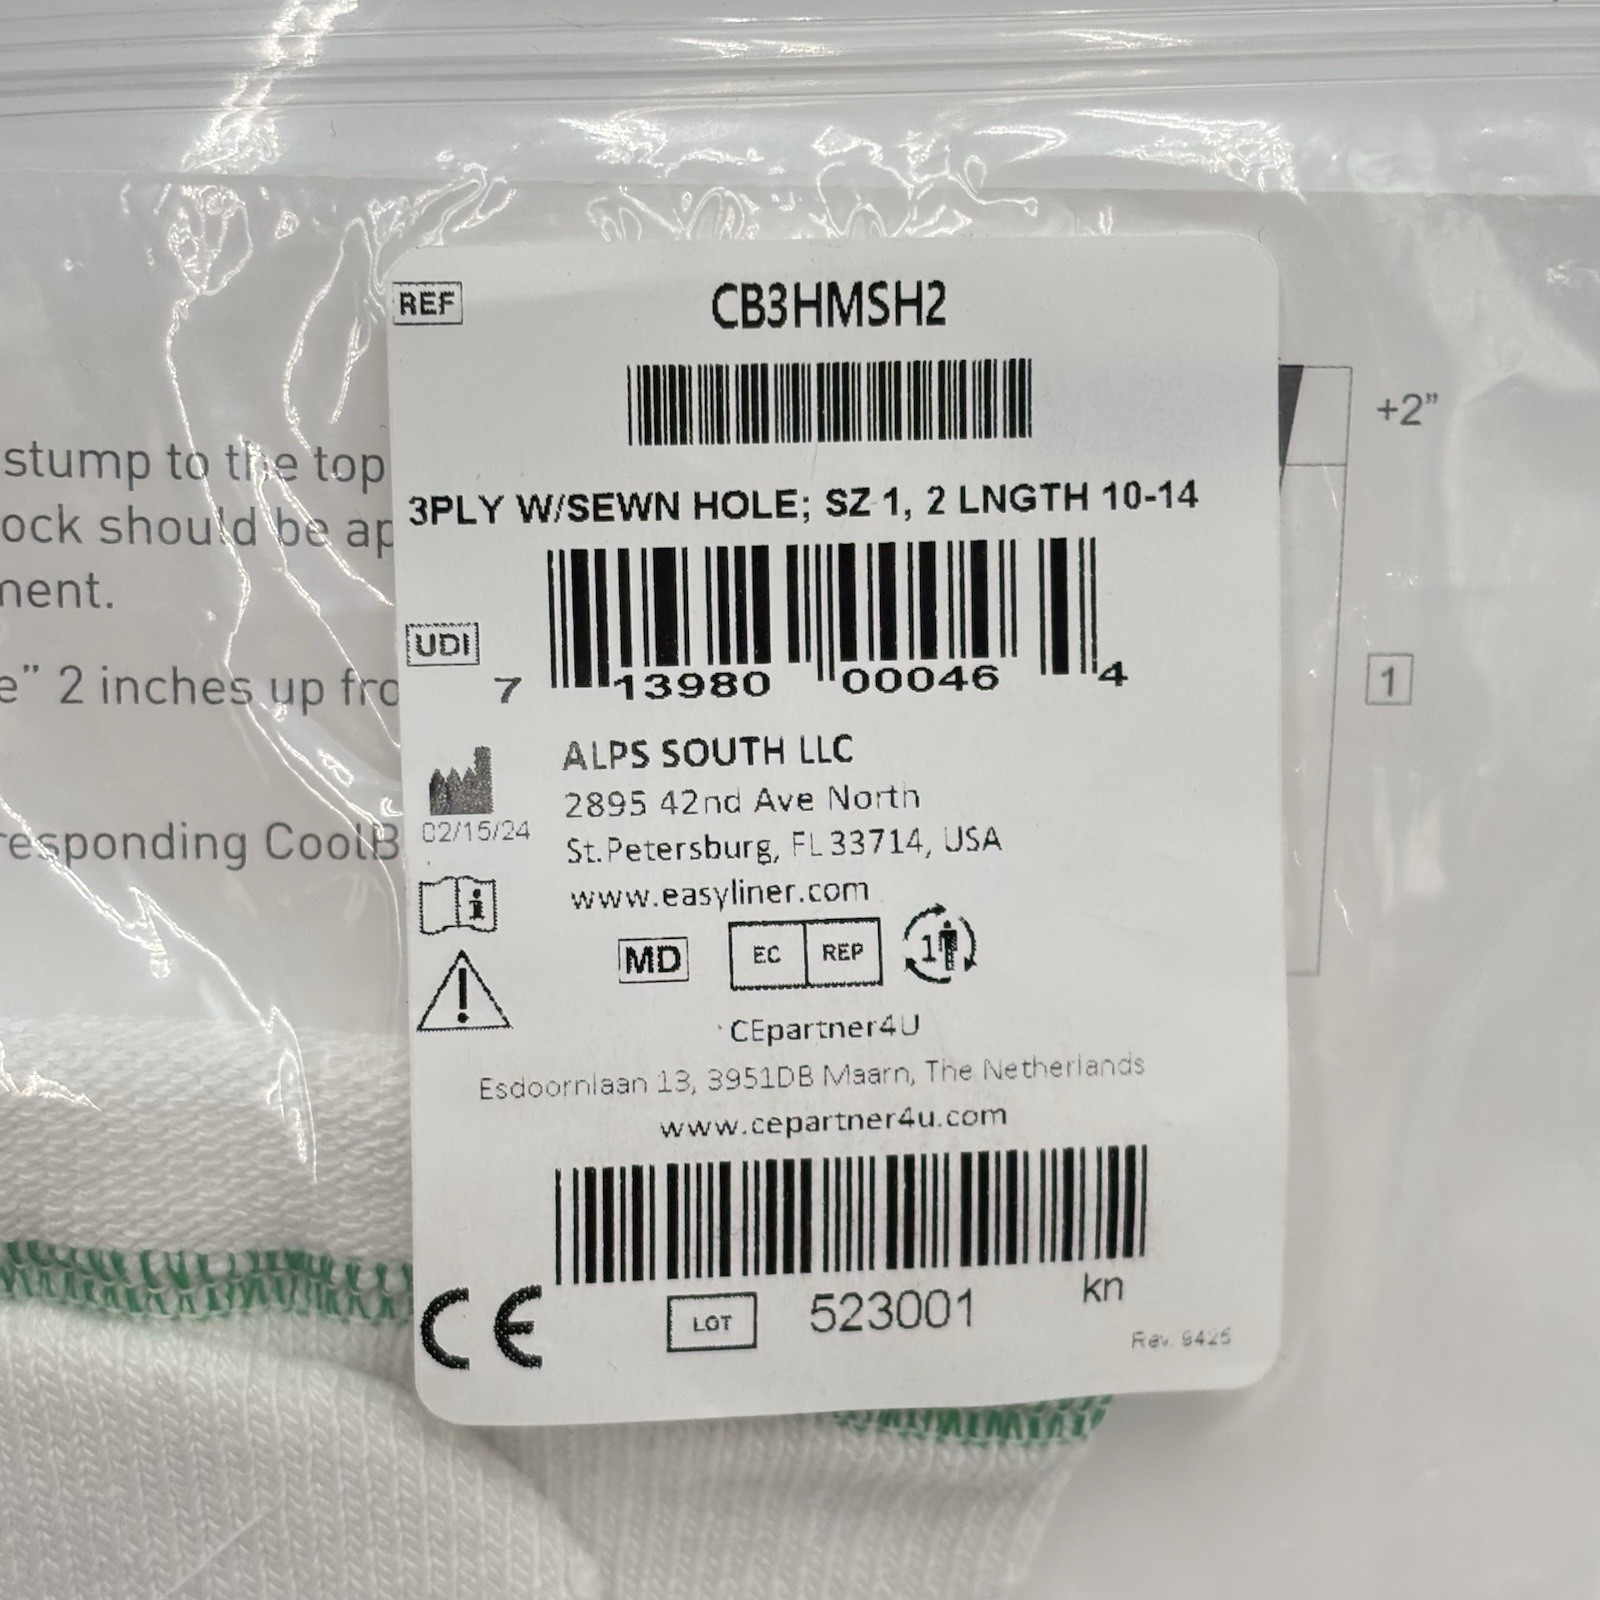 REF
CB3HMSH2
+2”
stump to the top
3PLY W/SEWN HOLE; SZ 1, 2 LNGTH 10-14
ock should be ap
ment.
UDI
7 13980 00046 4
e” 2 inches up fro
1
ALPS SOUTH LLC
2895 42nd Ave North
02/15/24
St.Petersburg, FL 33714, USA
responding CoolB
www.easyliner.com
MD
EC REP
1
CEpartner4U
Esdoornlaan 13, 3951DB Maarn, The Netherlands
www.cepartner4u.com
CE
LOT
523001
kn
Rev. 9425